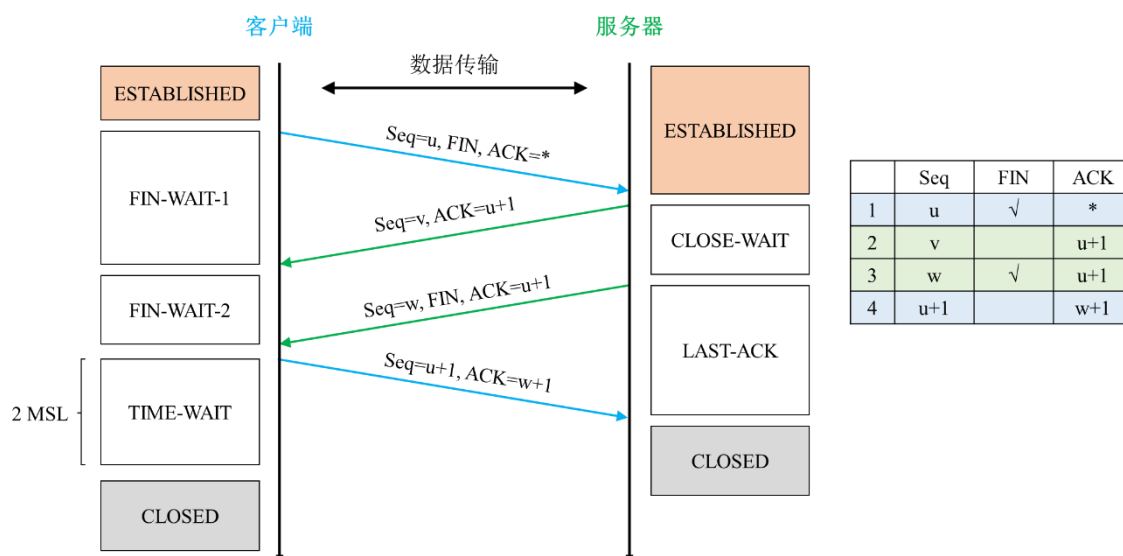 客户端
服务器
数据传输
ESTABLISHED
ESTABLISHED
Seq=u, FIN, ACK=*
FIN-WAIT-1
Seq=v, ACK=u+1
CLOSE-WAIT
Seq=w, FIN, ACK=u+1
FIN-WAIT-2
LAST-ACK
Seq=u+1, ACK=w+1
2 MSL
TIME-WAIT
CLOSED
CLOSED
Seq FIN ACK
1 u √ *
2 v u+1
3 w √ u+1
4 u+1 w+1